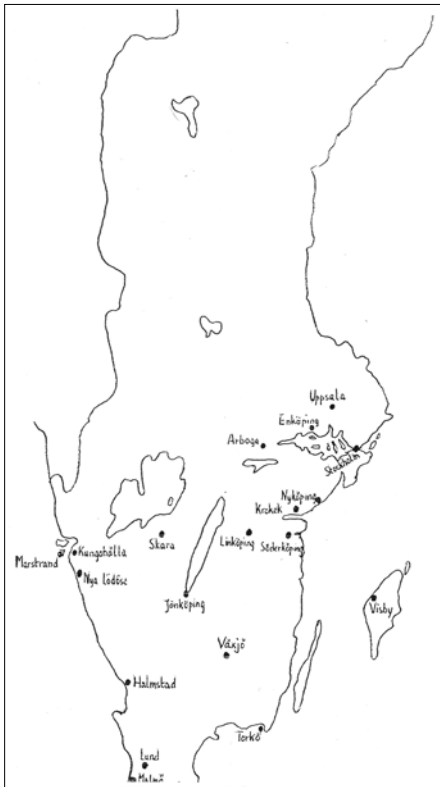 Uppsala
Enköping
Arboga
Stockholm
Nyköping
Krokek
Skara
Linköping
Söderköping
Marstrand
Kungahälla
Nya Lödöse
Jönköping
Visby
Växjö
Halmstad
Torkö
Lund
Malmö